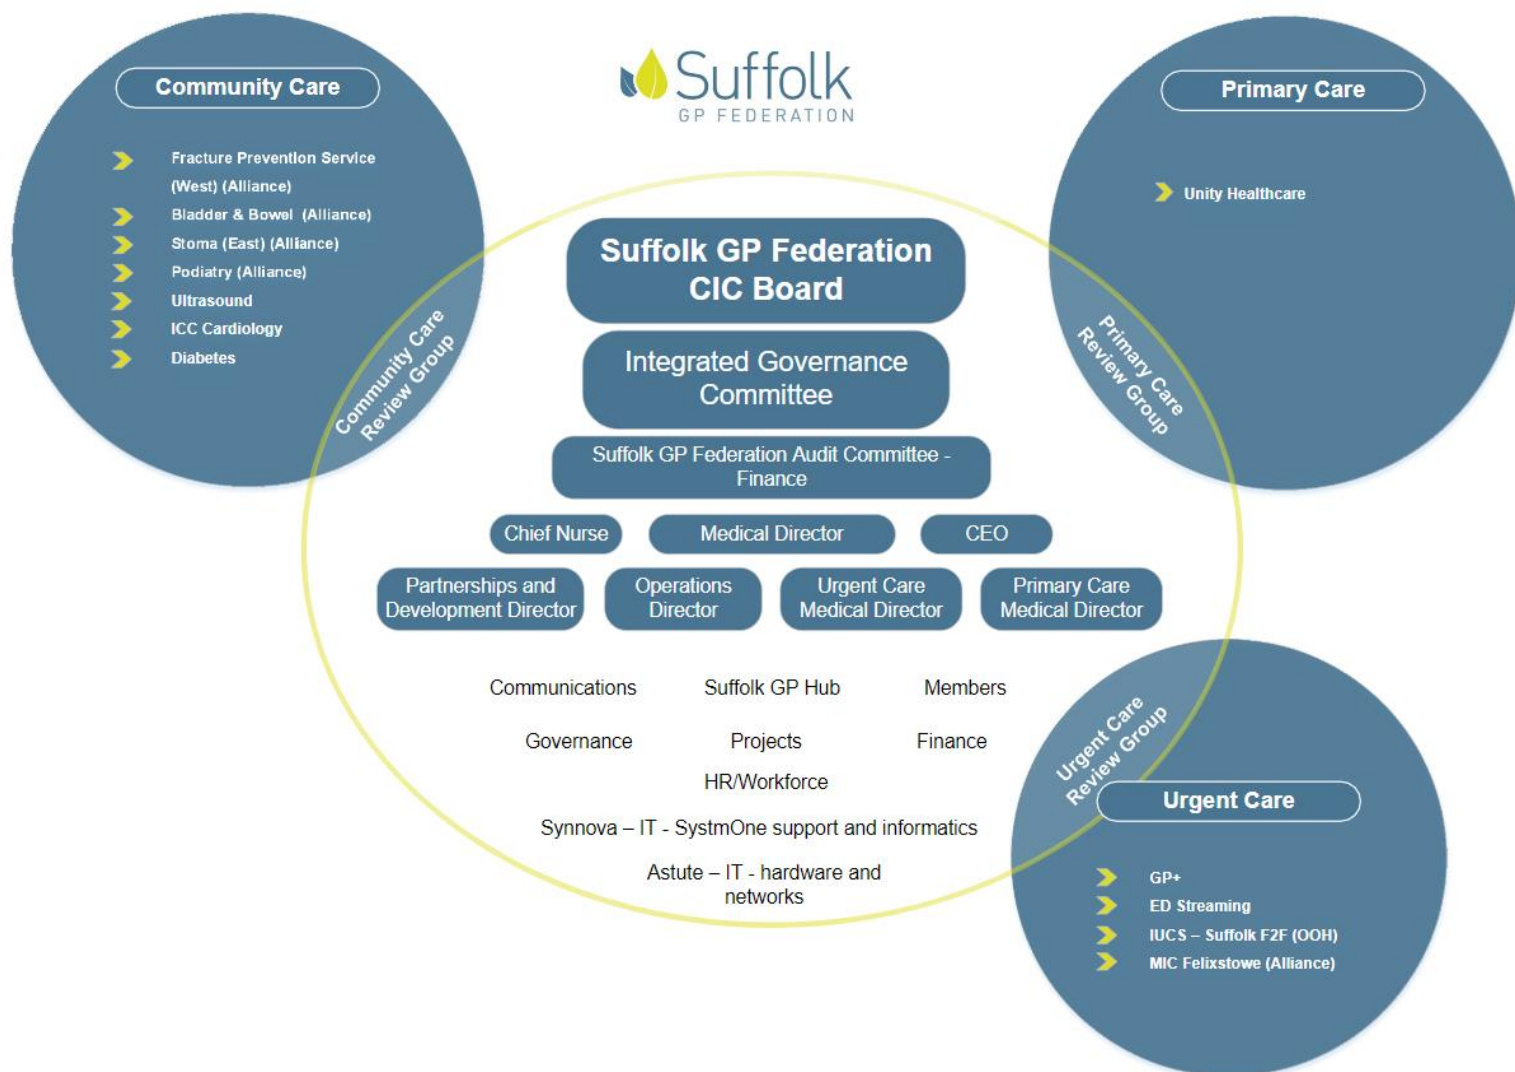 Suffolk
GP FEDERATION
Community Care
Fracture Prevention Service
(West) (Alliance)
Bladder & Bowel (Alliance)
Stoma (East) (Alliance)
Podiatry (Alliance)
Ultrasound
ICC Cardiology
Diabetes
Community Care
Review Group
Primary Care
Unity Healthcare
Primary Care
Review Group
Suffolk GP Federation
CIC Board
Integrated Governance
Committee
Suffolk GP Federation Audit Committee -
Finance
Chief Nurse
Medical Director
CEO
Partnerships and
Development Director
Operations
Director
Urgent Care
Medical Director
Primary Care
Medical Director
Communications
Suffolk GP Hub
Members
Governance
Projects
Finance
HR/Workforce
Synnova – IT - SystmOne support and informatics
Astute – IT - hardware and
networks
Urgent Care
Review Group
Urgent Care
GP+
ED Streaming
IUCS – Suffolk F2F (OOH)
MIC Felixstowe (Alliance)